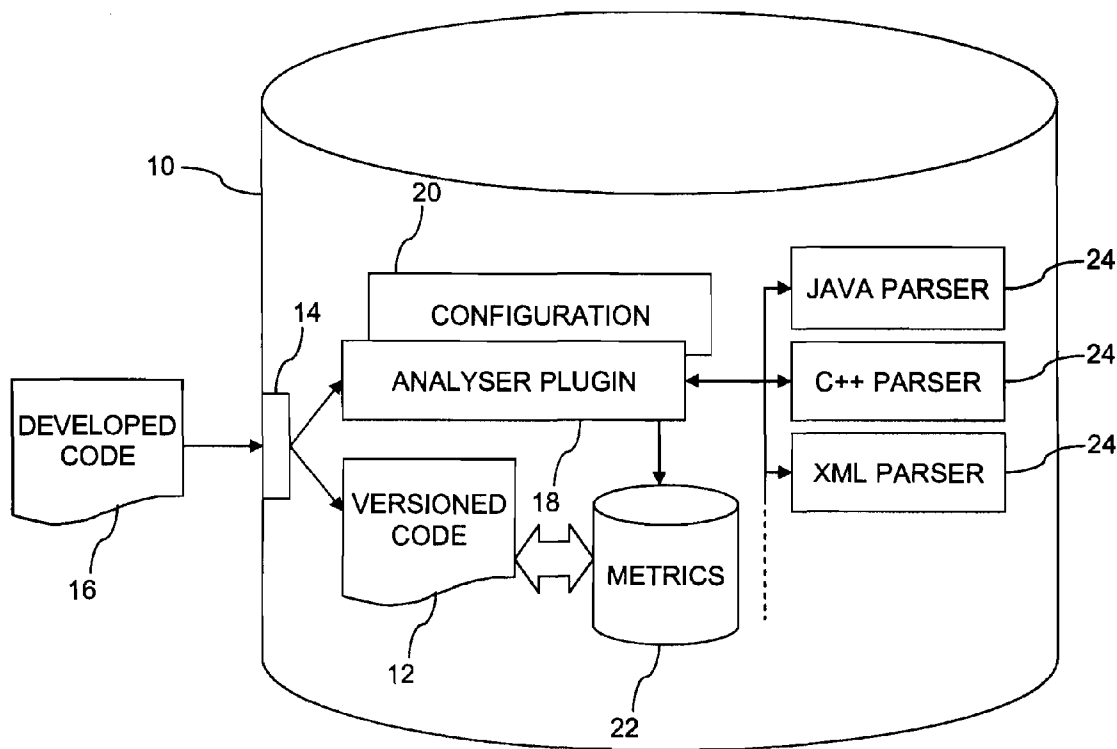 10
20
CONFIGURATION
14
ANALYSER PLUGIN
DEVELOPED
CODE
16
VERSIONED
CODE
12
18
METRICS
22
JAVA PARSER
24
C++ PARSER
24
XML PARSER
24